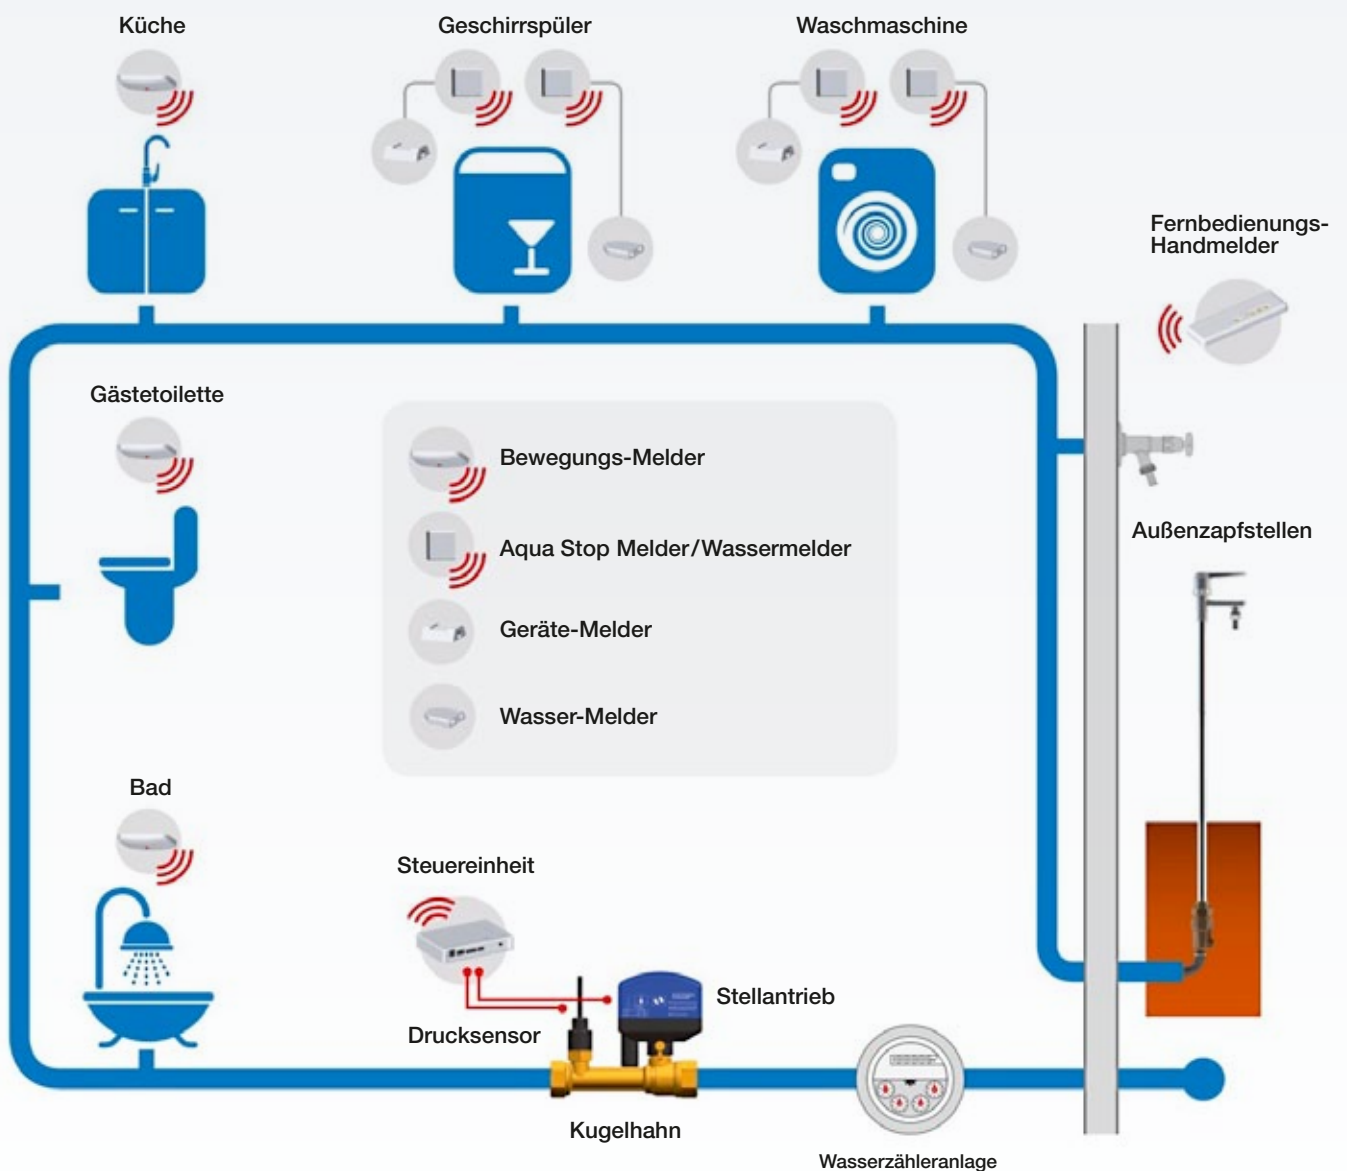 Küche
Geschirrspüler
Waschmaschine
Fernbedienungs-
Handmelder
Gästetoilette
Bewegungs-Melder
Aqua Stop Melder/Wassermelder
Geräte-Melder
Wasser-Melder
Außenzapfstellen
Bad
Steuereinheit
Stellantrieb
Drucksensor
Kugelhahn
Wasserzähleranlage